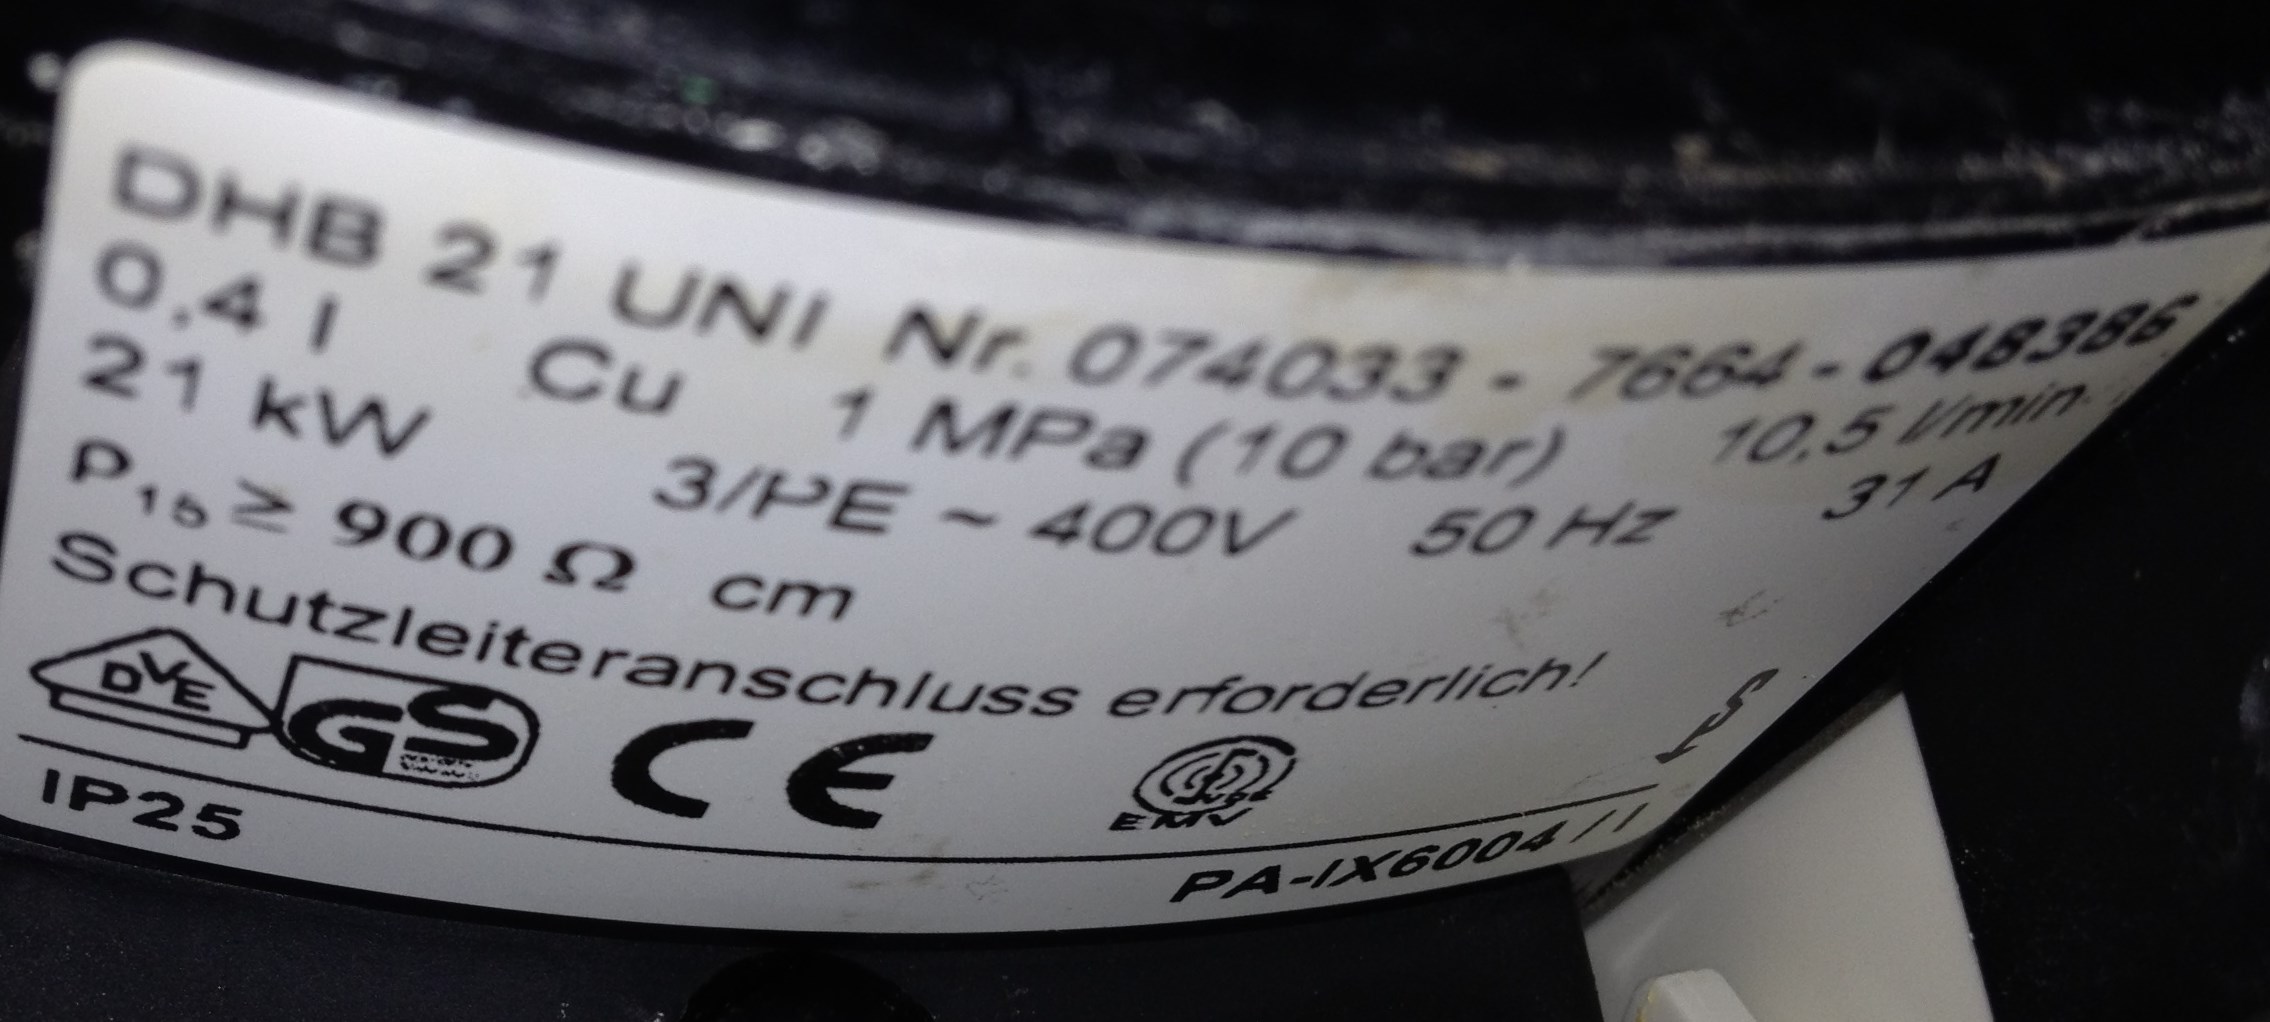 DHB 21 UNI Nr. 074033 - 7664 - 048386
0,4 l Cu 1 MPa (10 bar) 10,5 l/min.
21 kW 3/PE ~ 400V 50 Hz 31 A
P15 ≥ 900 Ω cm
Schutzleiteranschluss erforderlich!
DVE GS CE
EMV
IP25 PA-IX6004 / I